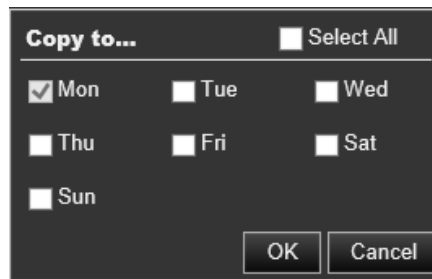 Copy to... Select All
Mon Tue Wed
Thu Fri Sat
Sun
OK Cancel